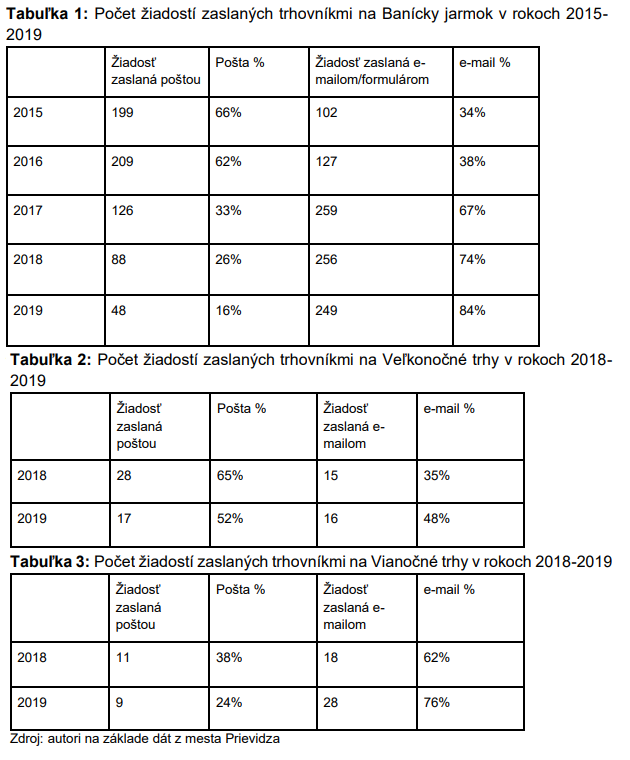 Tabuľka 1: Počet žiadostí zaslaných trhovníkmi na Banícky jarmok v rokoch 2015-
2019
Žiadosť zaslaná poštou Pošta % Žiadosť zaslaná e-mailom/formulárom e-mail %
2015 199 66% 102 34%
2016 209 62% 127 38%
2017 126 33% 259 67%
2018 88 26% 256 74%
2019 48 16% 249 84%
Tabuľka 2: Počet žiadostí zaslaných trhovníkmi na Veľkonočné trhy v rokoch 2018-
2019
Žiadosť zaslaná poštou Pošta % Žiadosť zaslaná e-mailom e-mail %
2018 28 65% 15 35%
2019 17 52% 16 48%
Tabuľka 3: Počet žiadostí zaslaných trhovníkmi na Vianočné trhy v rokoch 2018-2019
Žiadosť zaslaná poštou Pošta % Žiadosť zaslaná e-mailom e-mail %
2018 11 38% 18 62%
2019 9 24% 28 76%
Zdroj: autori na základe dát z mesta Prievidza